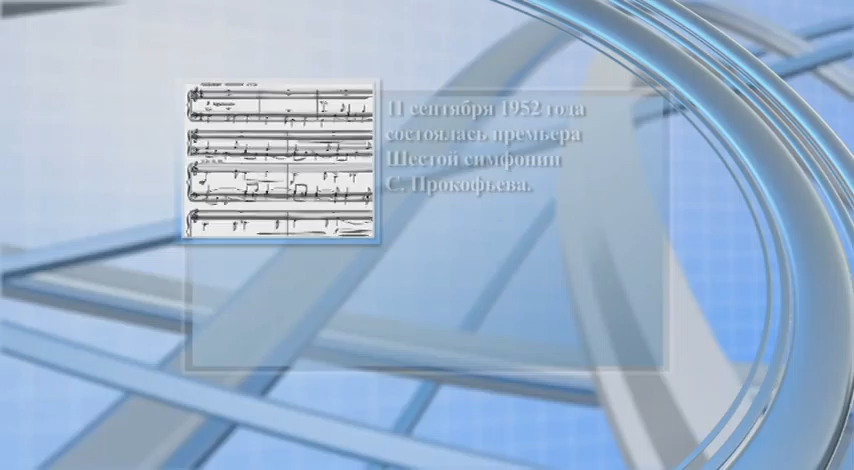 11 сентября 1952 года
состоялась премьера
Шестой симфонии
С. Прокофьева.